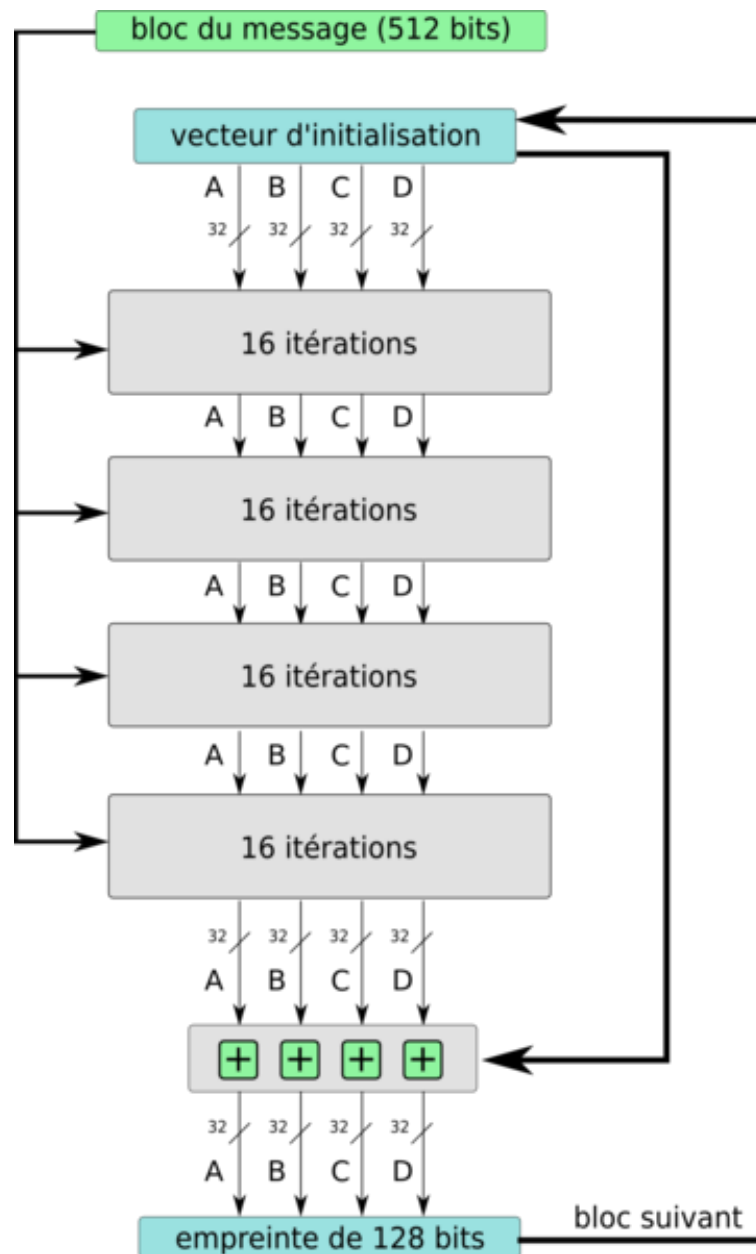 bloc du message (512 bits)
vecteur d'initialisation
A B C D
32 32 32 32
16 itérations
A B C D
16 itérations
A B C D
16 itérations
A B C D
16 itérations
32 32 32 32
A B C D
+ + + +
32 32 32 32
A B C D
bloc suivant
empreinte de 128 bits